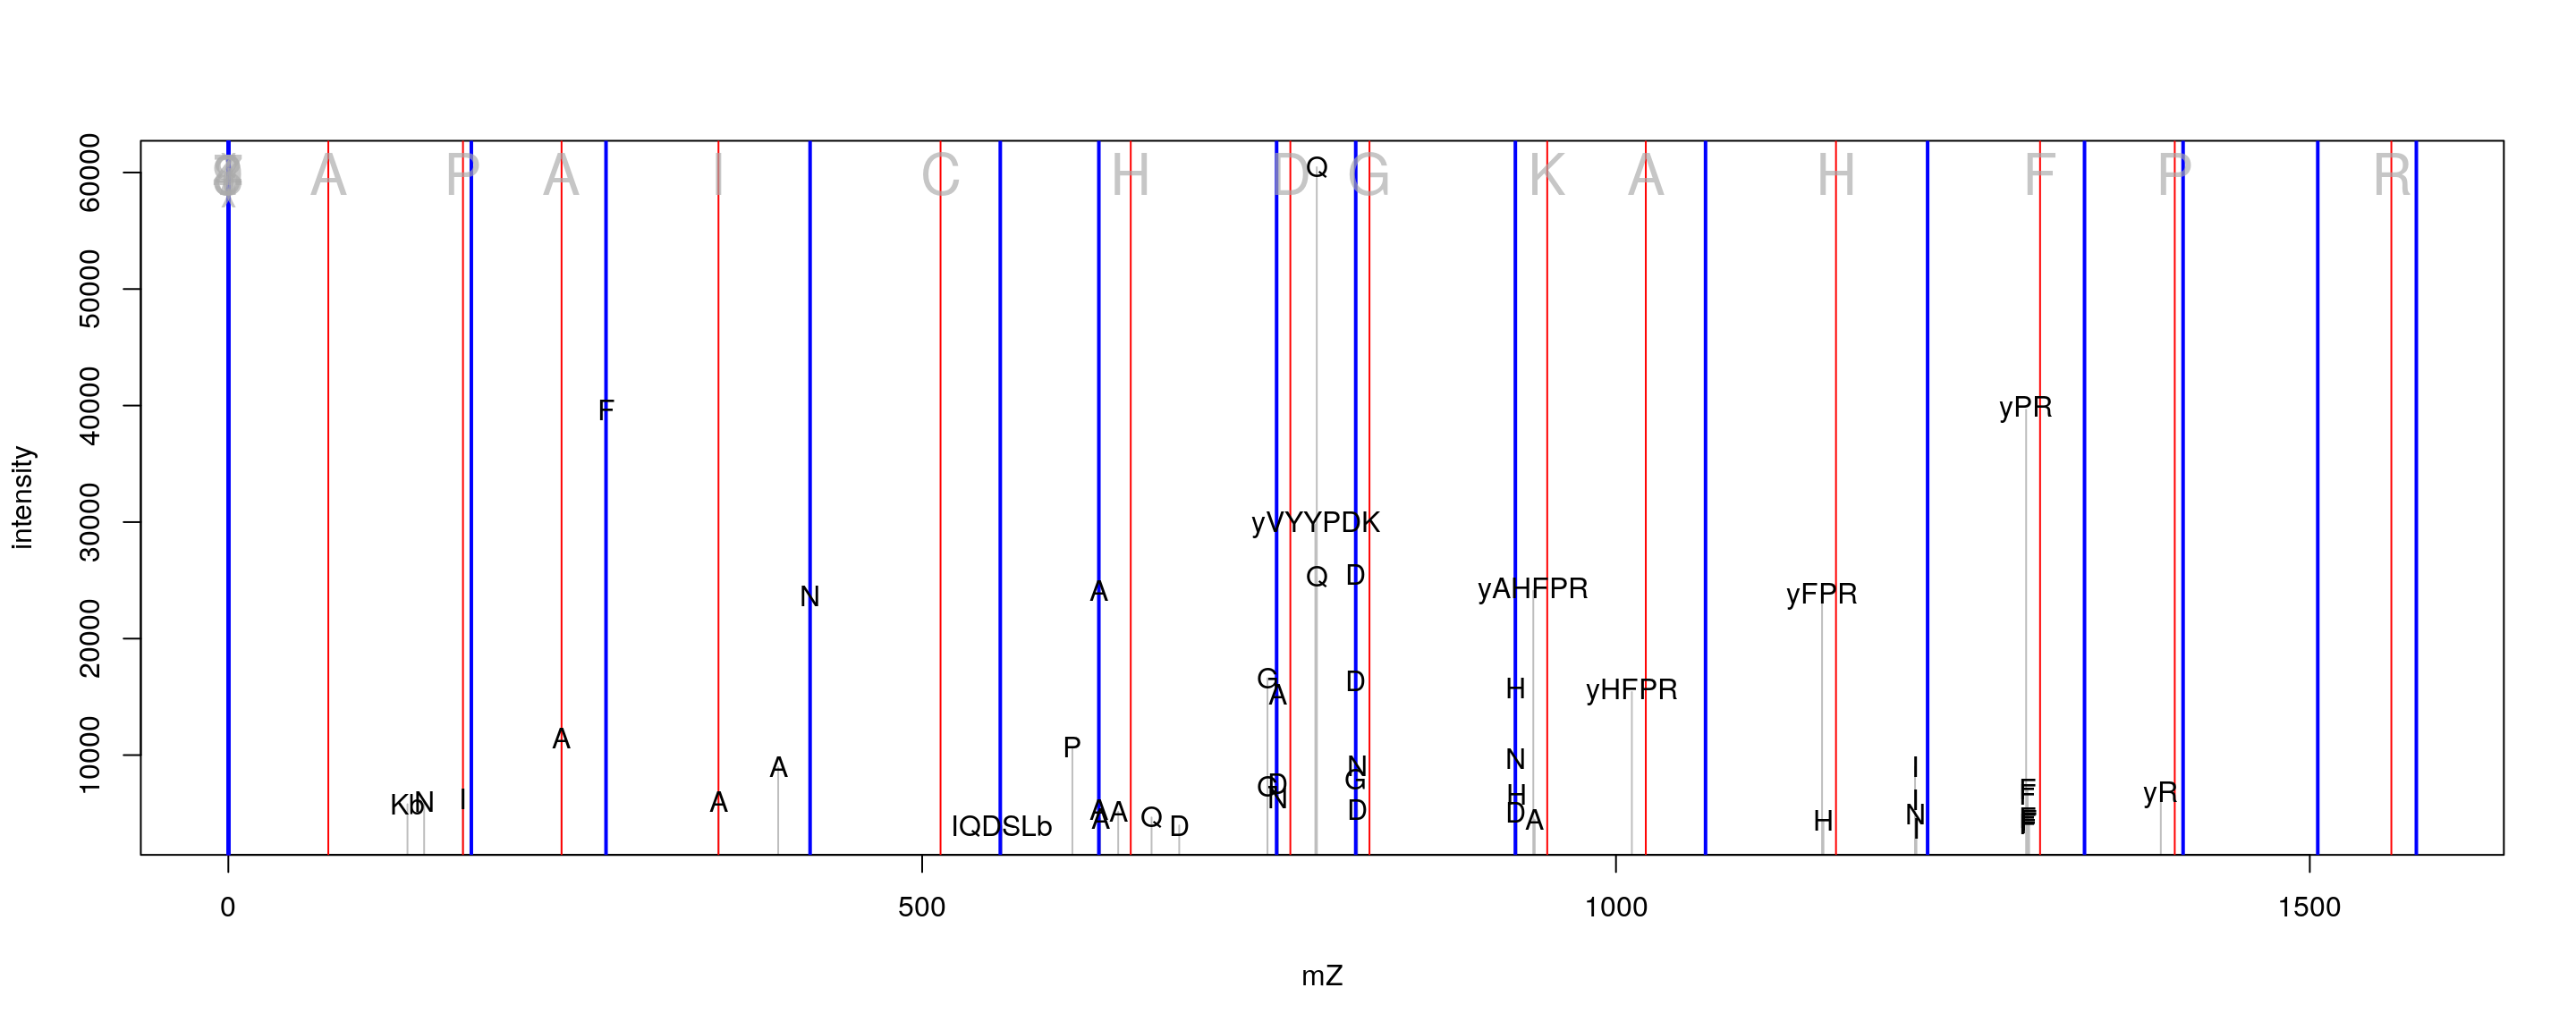 A P A I C H D G K A H F P R
Q
60000
50000
40000
30000
20000
10000
intensity
F
yPR
yVYYPDK
Q
D
N
A
yAHFPR
yFPR
G
A
D
H
yHFPR
A
P
N
H
I
A
A
Kb
N
I
A
G
D
N
N
G
D
H
D
A
H
I
N
I
F
yR
IQDSLb
A
A
A
Q
D
0
500
1000
1500
mZ